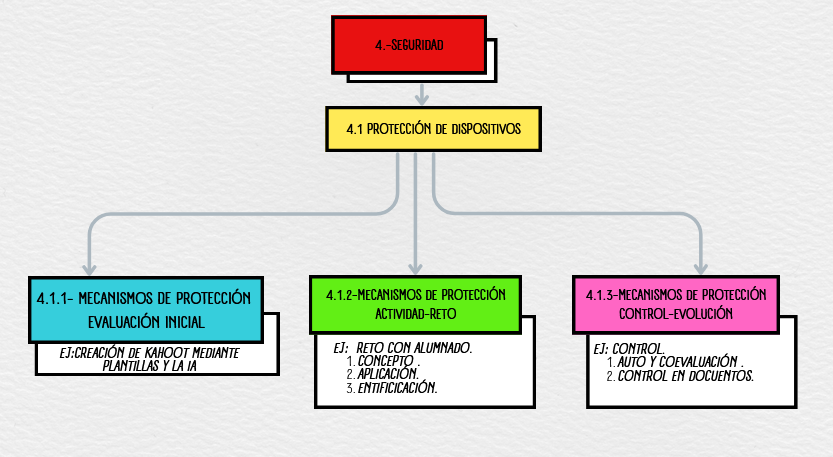 4.-SEGURIDAD
4.1 PROTECCIÓN DE DISPOSITIVOS
4.1.1- MECANISMOS DE PROTECCIÓN
EVALUACIÓN INICIAL
EJ:CREACIÓN DE KAHOOT MEDIANTE
PLANTILLAS Y LA IA
4.1.2-MECANISMOS DE PROTECCIÓN
ACTIVIDAD-RETO
EJ: RETO CON ALUMNADO.
1. CONCEPTO .
2. APLICACIÓN.
3. ENTIFICICACIÓN.
4.1.3-MECANISMOS DE PROTECCIÓN
CONTROL-EVOLUCIÓN
EJ: CONTROL.
1. AUTO Y COEVALUACIÓN .
2. CONTROL EN DOCUENTOS.